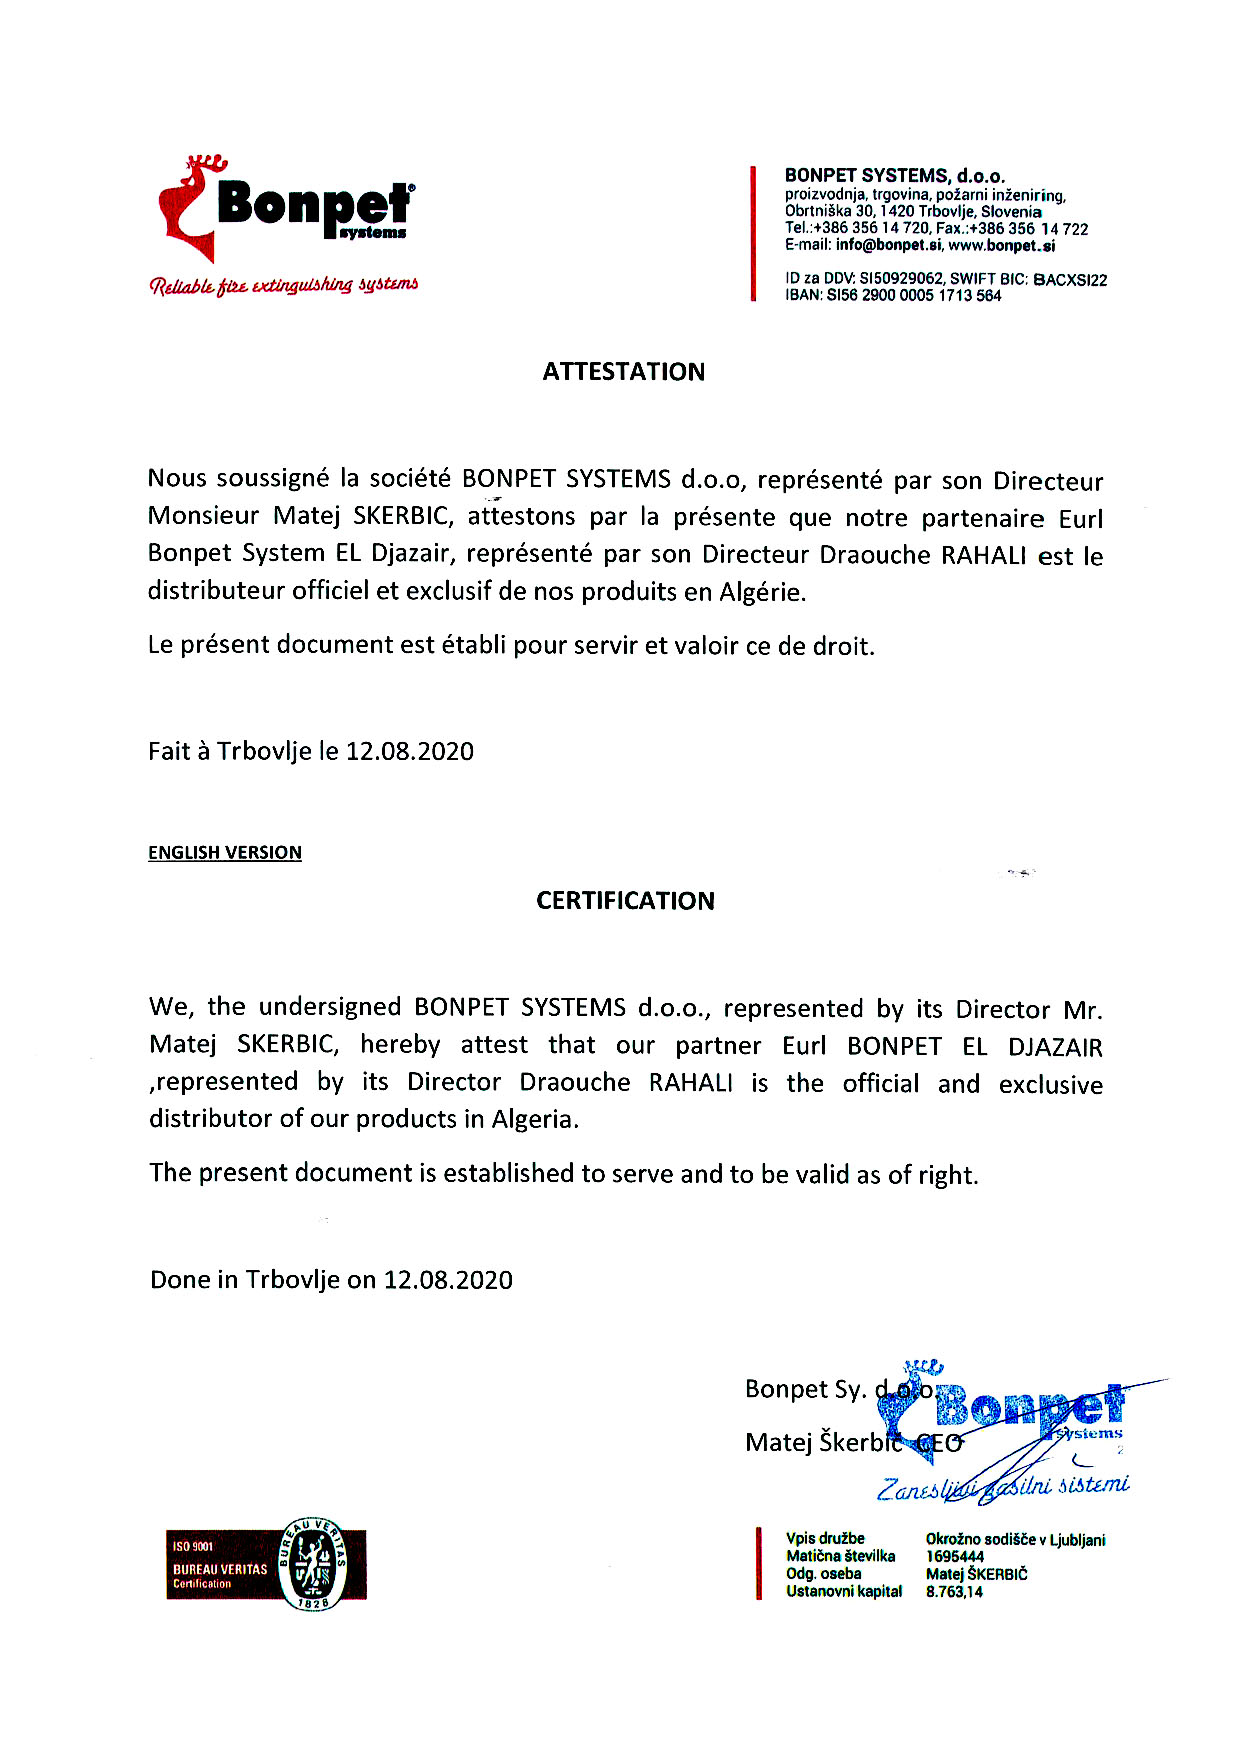 Bonpet®
systems
Reliable fire extinguishing systems
BONPET SYSTEMS, d.o.o.
proizvodnja, trgovina, požarni inženiring,
Obrtniška 30, 1420 Trbovlje, Slovenia
Tel.:+386 356 14 720, Fax.:+386 356 14 722
E-mail: info@bonpet.si, www.bonpet.si
ID za DDV: SI50929062, SWIFT BIC: BACXSI22
IBAN: SI56 2900 0005 1713 564
ATTESTATION
Nous soussigné la société BONPET SYSTEMS d.o.o, représenté par son Directeur
Monsieur Matej SKERBIC, attestons par la présente que notre partenaire Eurl
Bonpet System EL Djazair, représenté par son Directeur Draouche RAHALI est le
distributeur officiel et exclusif de nos produits en Algérie.
Le présent document est établi pour servir et valoir ce de droit.
Fait à Trbovlje le 12.08.2020
ENGLISH VERSION
CERTIFICATION
We, the undersigned BONPET SYSTEMS d.o.o., represented by its Director Mr.
Matej SKERBIC, hereby attest that our partner Eurl BONPET EL DJAZAIR
,represented by its Director Draouche RAHALI is the official and exclusive
distributor of our products in Algeria.
The present document is established to serve and to be valid as of right.
Done in Trbovlje on 12.08.2020
Bonpet Sy. d.o.o.
Matej Škerbič CEO
Bonpet
systems
2
Zanesljivi gasilni sistemi
ISO 9001
BUREAU VERITAS
Certification
BUREAU VERITAS
1828
Vpis družbe Okrožno sodišče v Ljubljani
Matična številka 1695444
Odg. oseba Matej ŠKERBIČ
Ustanovni kapital 8.763,14